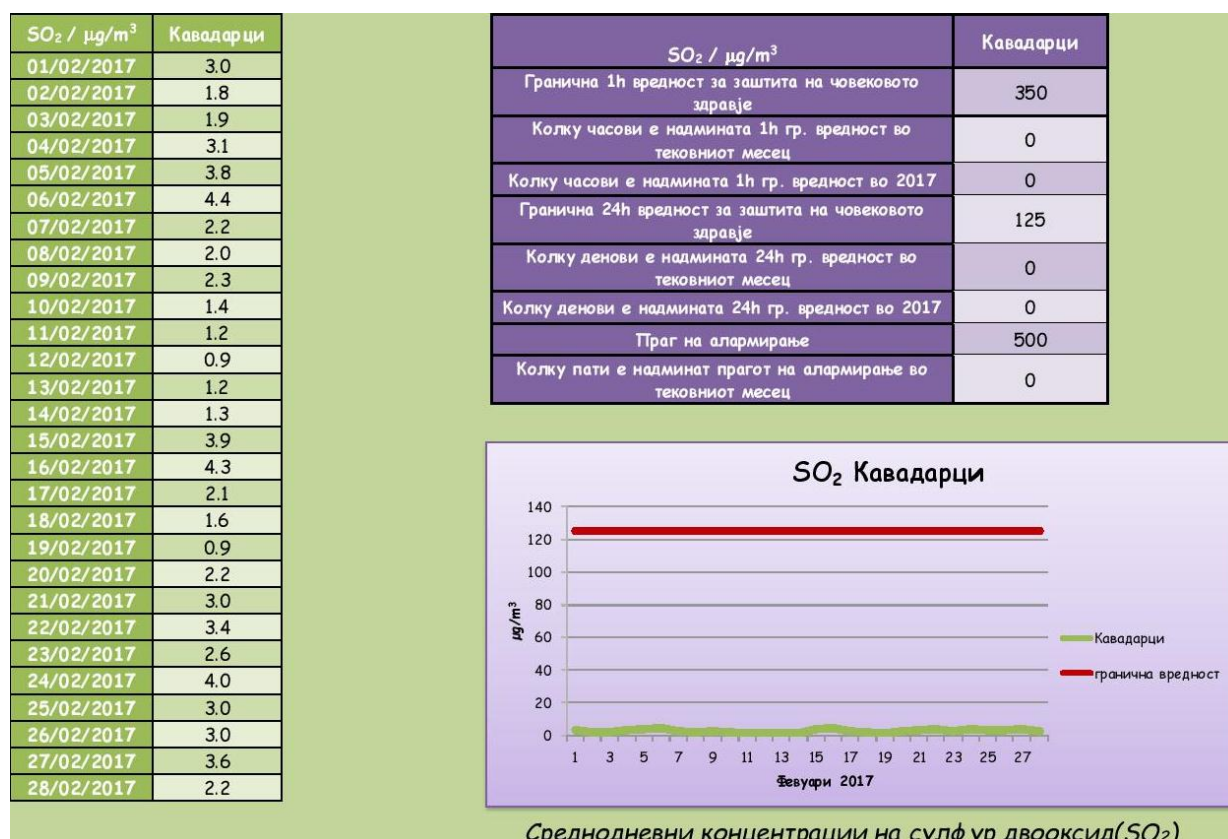 SO₂ / µg/m³ Кавадарци
01/02/2017 3.0
02/02/2017 1.8
03/02/2017 1.9
04/02/2017 3.1
05/02/2017 3.8
06/02/2017 4.4
07/02/2017 2.2
08/02/2017 2.0
09/02/2017 2.3
10/02/2017 1.4
11/02/2017 1.2
12/02/2017 0.9
13/02/2017 1.2
14/02/2017 1.3
15/02/2017 3.9
16/02/2017 4.3
17/02/2017 2.1
18/02/2017 1.6
19/02/2017 0.9
20/02/2017 2.2
21/02/2017 3.0
22/02/2017 3.4
23/02/2017 2.6
24/02/2017 4.0
25/02/2017 3.0
26/02/2017 3.0
27/02/2017 3.6
28/02/2017 2.2
SO₂ / µg/m³ Кавадарци
Гранична 1h вредност за заштита на човековото
здравје 350
Колку часови е надмината 1h гр. вредност во
тековниот месец 0
Колку часови е надмината 1h гр. вредност во 2017 0
Гранична 24h вредност за заштита на човековото
здравје 125
Колку денови е надмината 24h гр. вредност во
тековниот месец 0
Колку денови е надмината 24h гр. вредност во 2017 0
Праг на алармирање 500
Колку пати е надминат прагот на алармирање во
тековниот месец 0
SO₂ Кавадарци
140
120
100
80
60
40
20
0
µg/m³
1 3 5 7 9 11 13 15 17 19 21 23 25 27
Февуари 2017
Кавадарци
гранична вредност
Среднодневни концентрации на сулфур двооксид(SO₂)